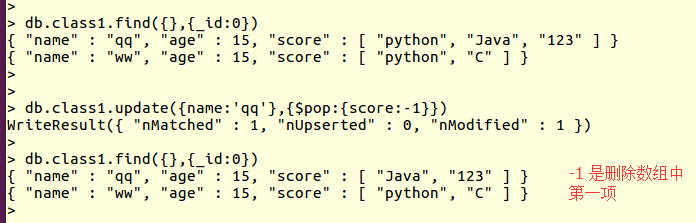 >
> db.class1.find({},{_id:0})
{ "name" : "qq", "age" : 15, "score" : [ "python", "Java", "123" ] }
{ "name" : "ww", "age" : 15, "score" : [ "python", "C" ] }
>
>
> db.class1.update({name:'qq'},{$pop:{score:-1}})
WriteResult({ "nMatched" : 1, "nUpserted" : 0, "nModified" : 1 })
>
> db.class1.find({},{_id:0})
{ "name" : "qq", "age" : 15, "score" : [ "Java", "123" ] }
{ "name" : "ww", "age" : 15, "score" : [ "python", "C" ] }
>
-1 是删除数组中
第一项